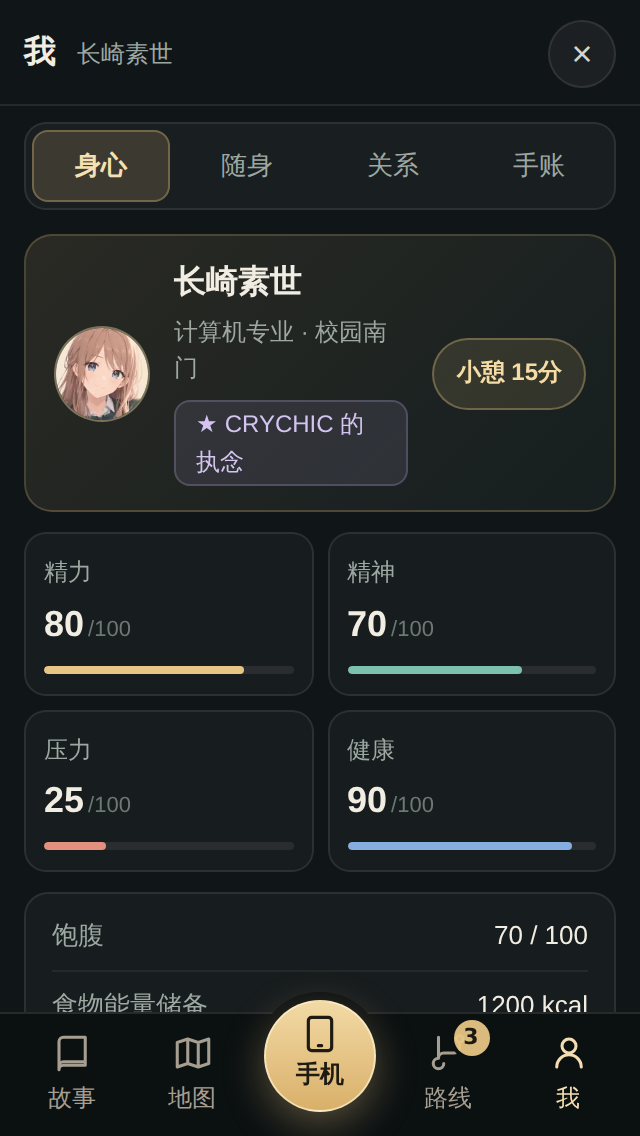 我 长崎素世 ×
身心 随身 关系 手账
长崎素世
计算机专业 · 校园南
门
★ CRYCHIC 的
执念
小憩 15分
精力 精神
80 /100 70 /100
压力 健康
25 /100 90 /100
饱腹 70 / 100
食物能量储备 1200 kcal
3
手机
故事 地图 路线 我